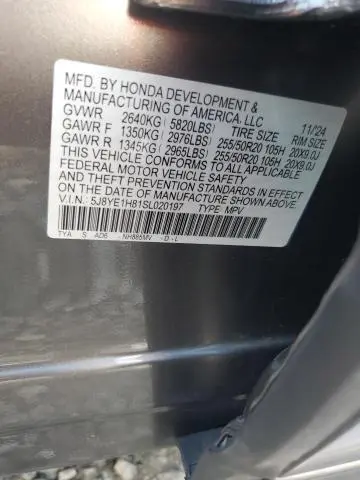 MFD. BY HONDA DEVELOPMENT &
MANUFACTURING OF AMERICA, LLC 11/24
GVWR 2640KG(5820LBS) TIRE SIZE RIM SIZE
GAWR F 1350KG(2976LBS) 255/50R20 105H 20X9.0J
GAWR R 1345KG(2965LBS) 255/50R20 105H 20X9.0J
THIS VEHICLE CONFORMS TO ALL APPLICABLE
FEDERAL MOTOR VEHICLE SAFETY, BUMPER,
AND THEFT PREVENTION STANDARDS IN EFFECT
ON THE DATE OF MANUFACTURE SHOWN ABOVE.
V.I.N.: 5J8YE1H81SL020197 TYPE: MPV
TYA S AD6 -NH885MV -D-L